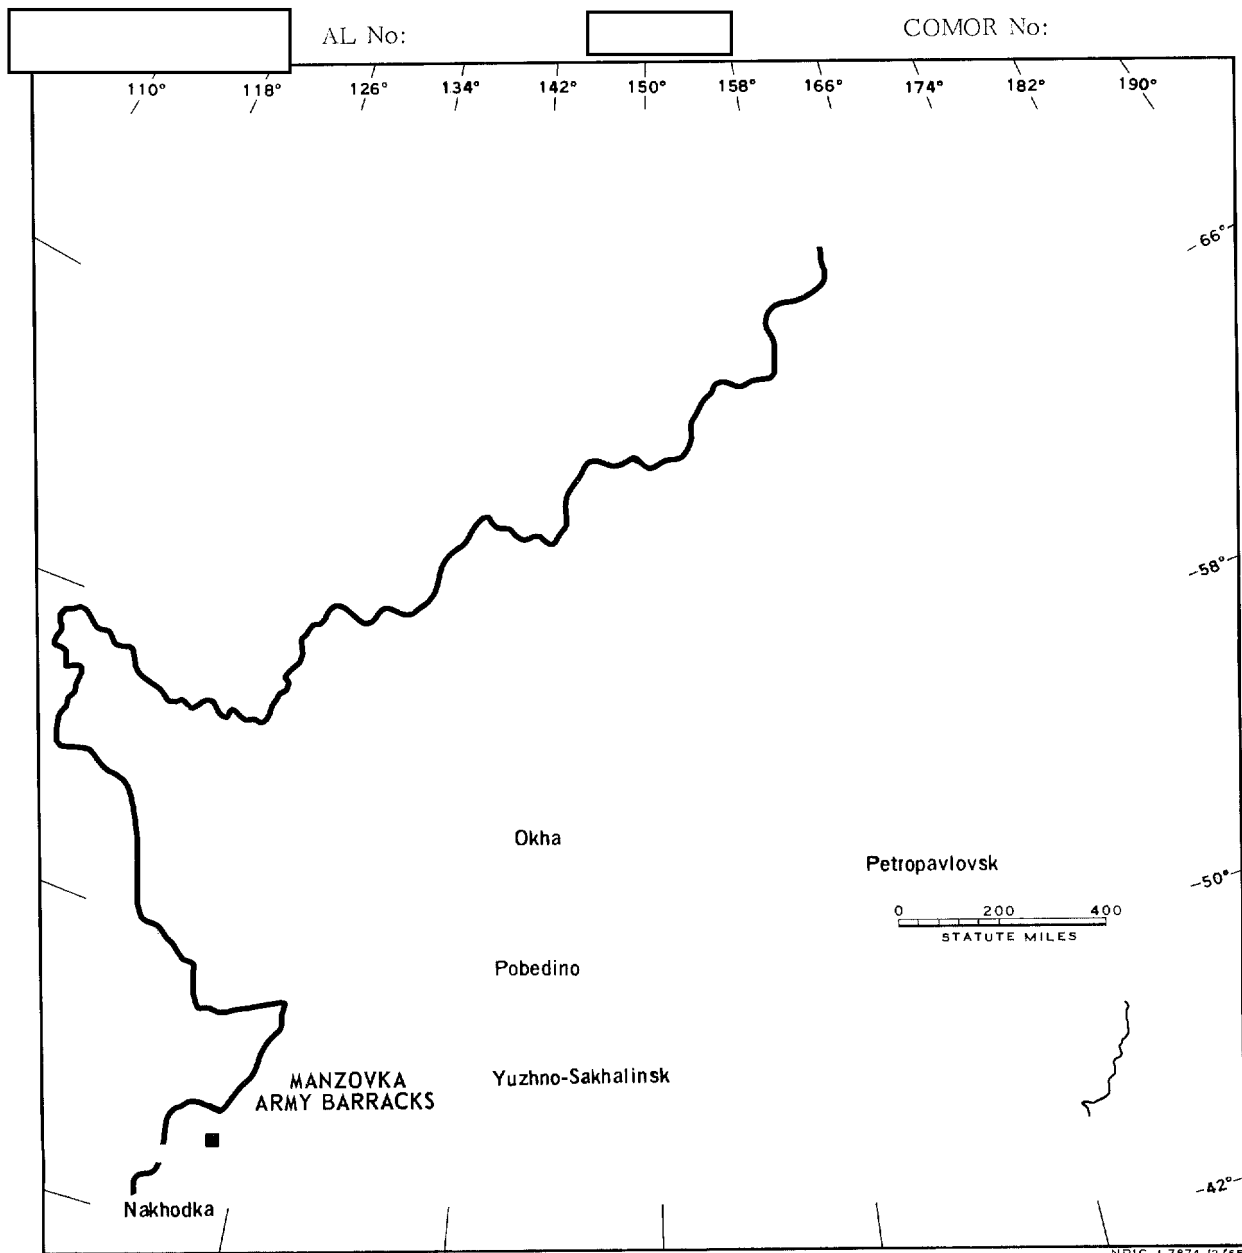 AL No:
COMOR No:
110° 118° 126° 134° 142° 150° 158° 166° 174° 182° 190°
66°
58°
Okha
Petropavlovsk
50°
0 200 400
STATUTE MILES
Pobedino
MANZOVKA
ARMY BARRACKS
Yuzhno-Sakhalinsk
42°
Nakhodka